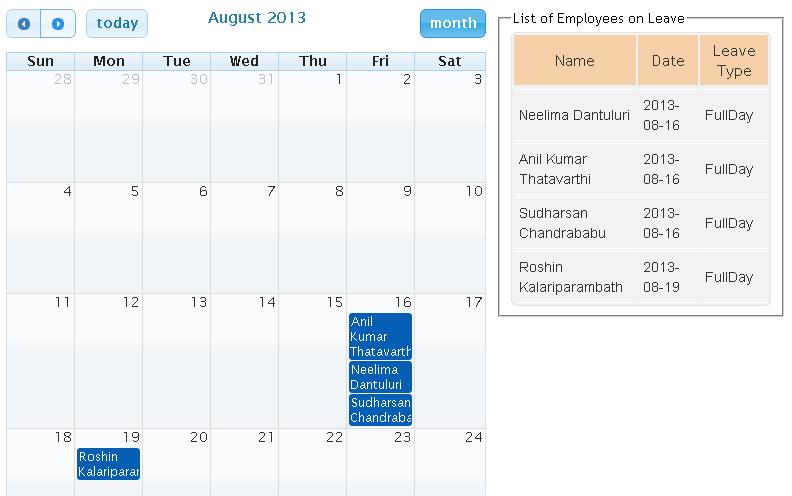 today
August 2013
month
Sun Mon Tue Wed Thu Fri Sat
28 29 30 31 1 2 3
4 5 6 7 8 9 10
11 12 13 14 15 16 17
Anil
Kumar
Thatavarth
Neelima
Dantuluri
Sudharsan
Chandraba
18 19 20 21 22 23 24
Roshin
Kalaripara
List of Employees on Leave
Name Date Leave
Type
Neelima Dantuluri 2013-
08-16 FullDay
Anil Kumar
Thatavarthi 2013-
08-16 FullDay
Sudharsan
Chandrababu 2013-
08-16 FullDay
Roshin
Kalariparambath 2013-
08-19 FullDay